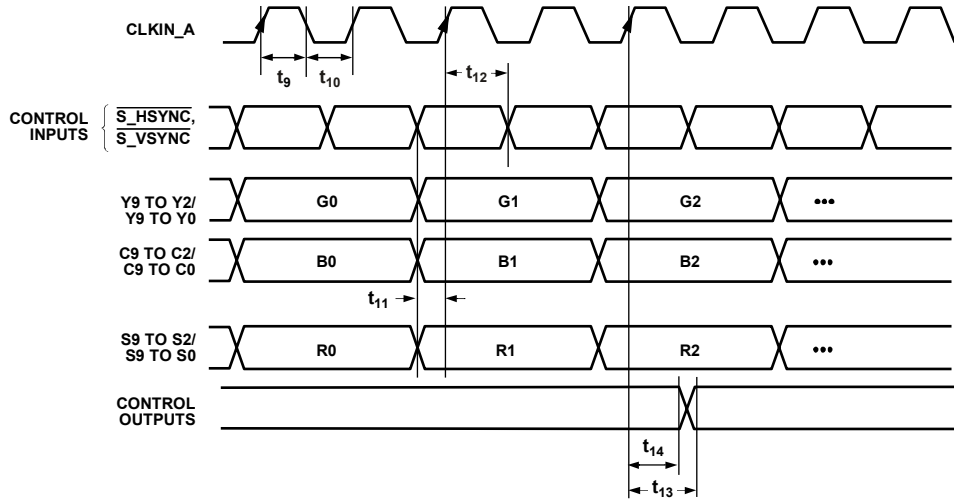 CLKIN_A
t9
t10
t12
CONTROL
INPUTS
S_HSYNC,
S_VSYNC
Y9 TO Y2/
Y9 TO Y0
G0
G1
G2
•••
C9 TO C2/
C9 TO C0
B0
B1
B2
•••
t11
S9 TO S2/
S9 TO S0
R0
R1
R2
•••
CONTROL
OUTPUTS
t14
t13